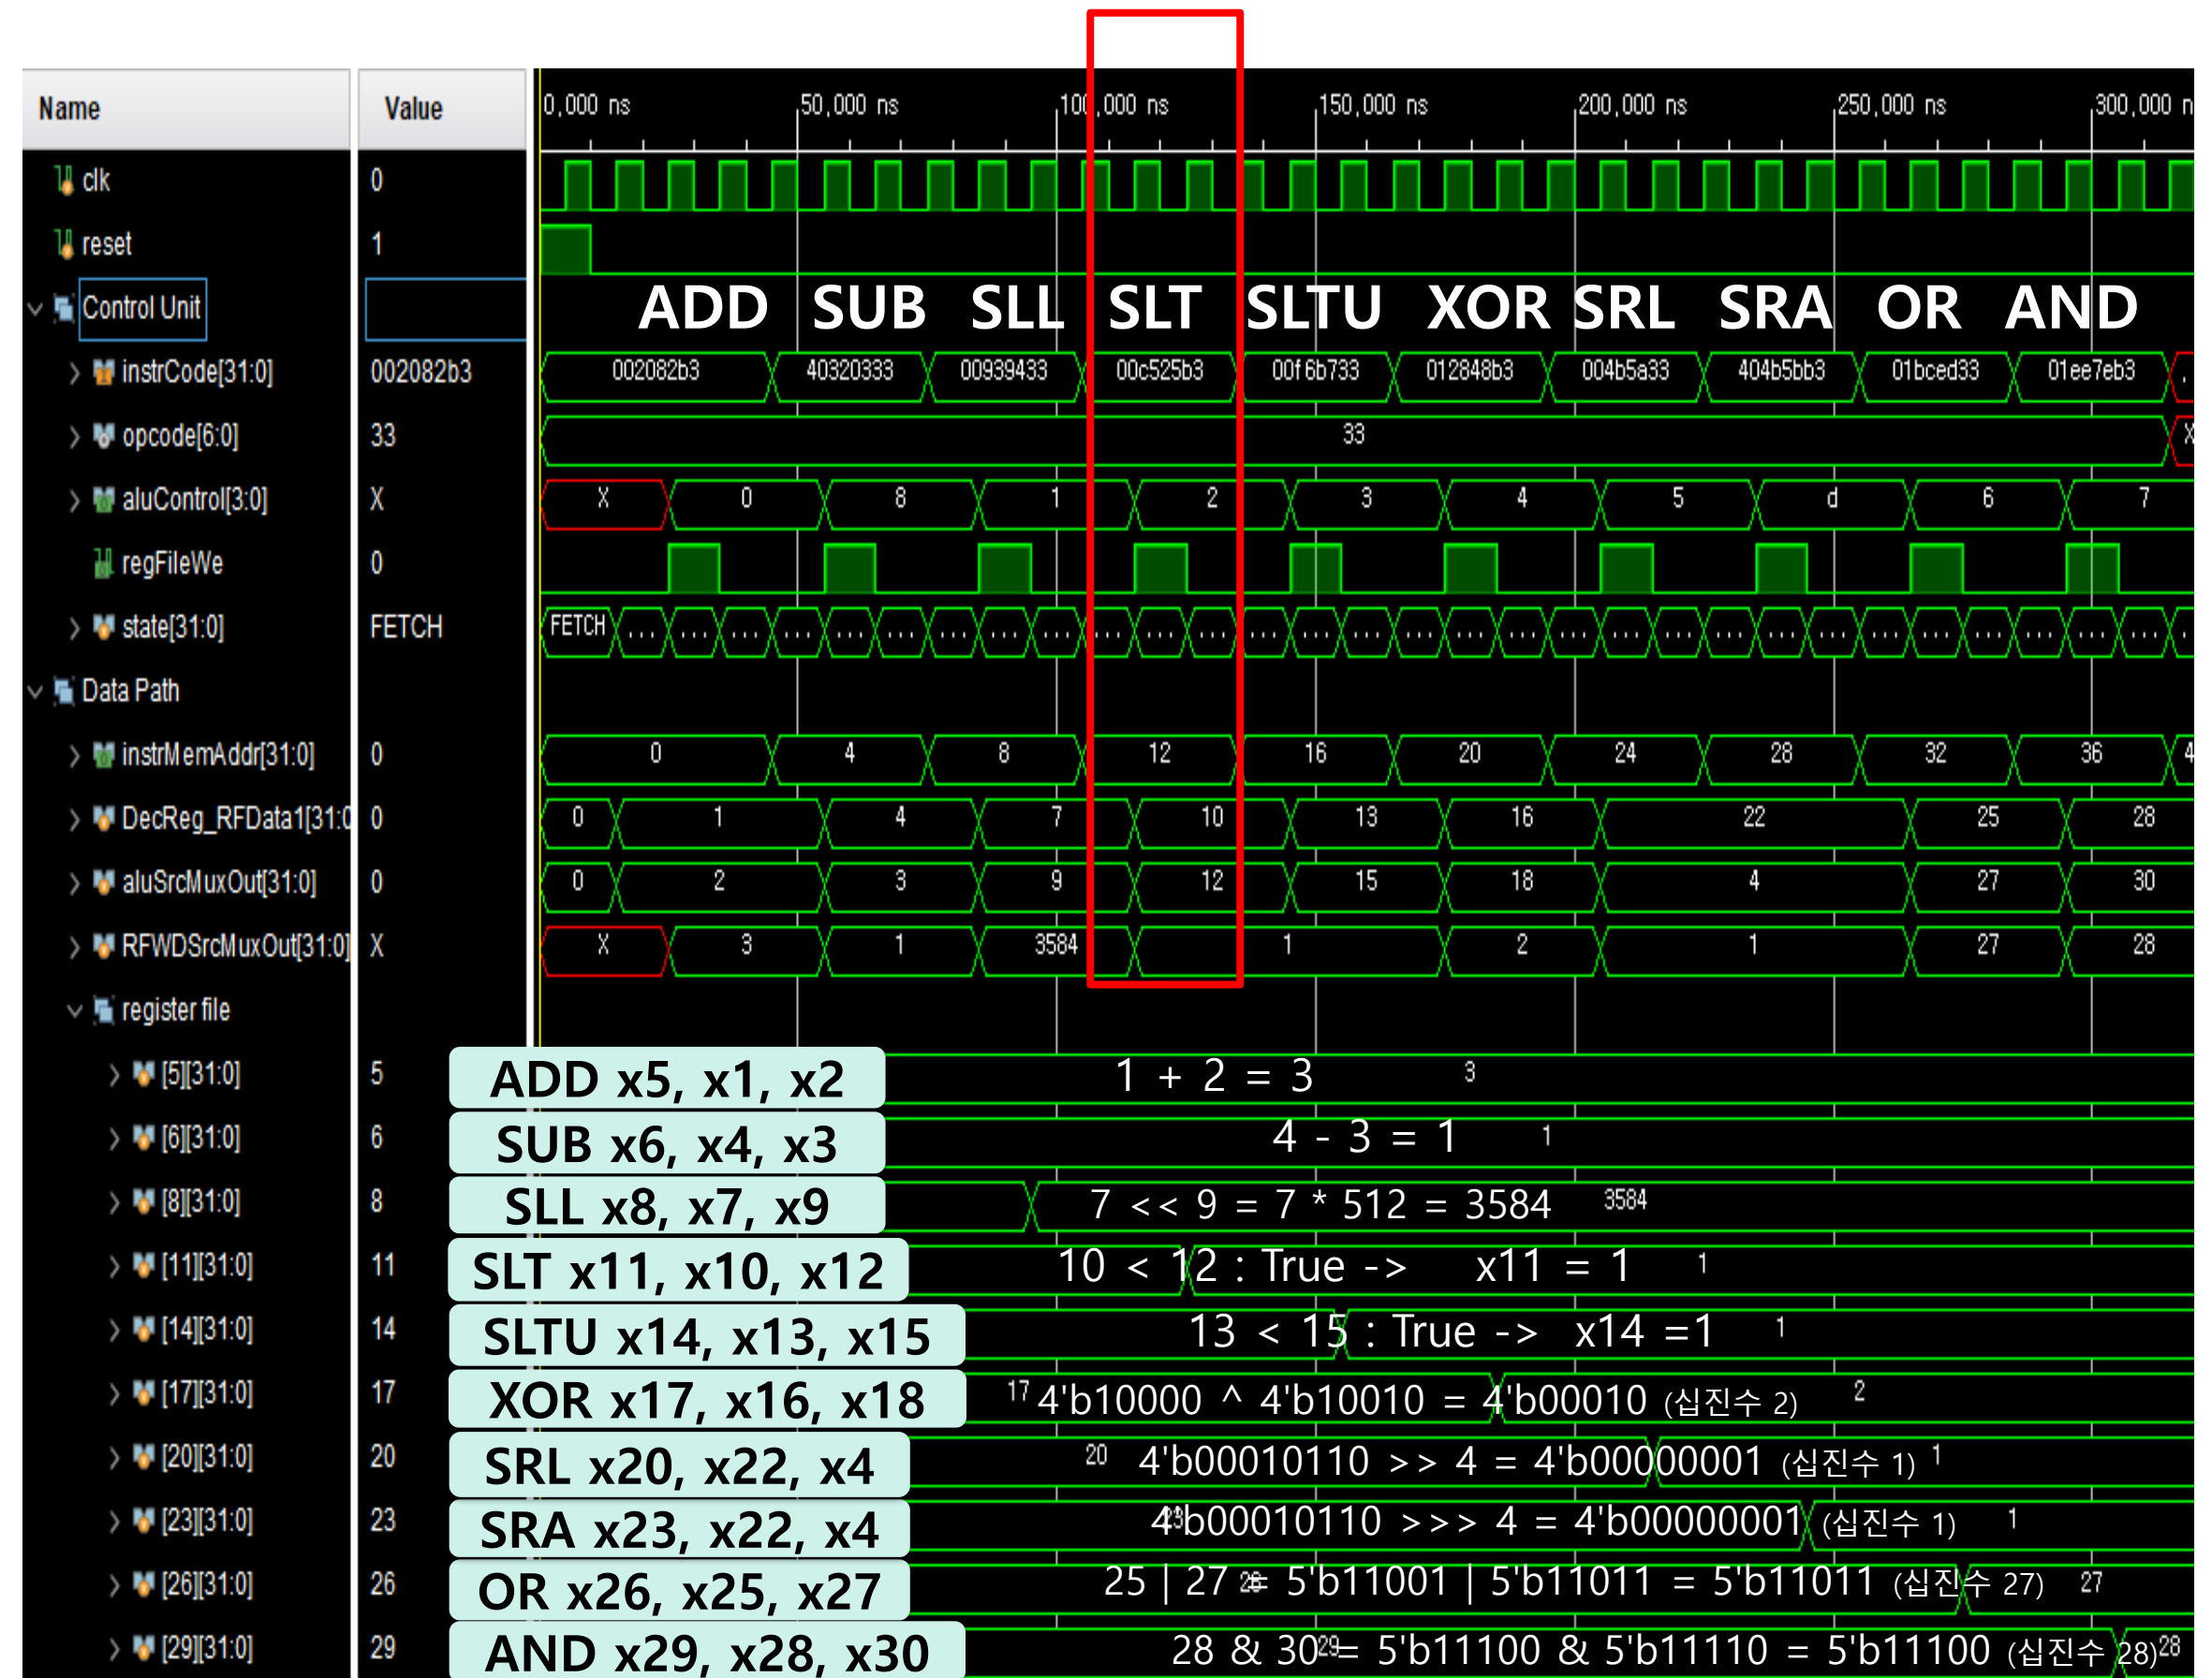 Name Value 0,000 ns 50,000 ns 100,000 ns 150,000 ns 200,000 ns 250,000 ns 300,000 n
clk 0
reset 1
Control Unit ADD SUB SLL SLT SLTU XOR SRL SRA OR AND
instrCode[31:0] 002082b3 002082b3 40320333 00939433 00c525b3 00f6b733 012848b3 004b5a33 404b5bb3 01bced33 01ee7eb3 .
opcode[6:0] 33 33 X
aluControl[3:0] X X 0 8 1 2 3 4 5 d 6 7
regFileWe 0
state[31:0] FETCH FETCH ... ... ... ... ... ... ... ... ... ... ... ... ... ... ... ... ... ... ... ... ... ... ... ... ... ... ... ... ... .
Data Path
instrMemAddr[31:0] 0 0 4 8 12 16 20 24 28 32 36 4
DecReg_RFData1[31:0 0 0 1 4 7 10 13 16 22 25 28
aluSrcMuxOut[31:0] 0 0 2 3 9 12 15 18 4 27 30
RFWDSrcMuxOut[31:0] X X 3 1 3584 1 2 1 27 28
register file
[5][31:0] 5 ADD x5, x1, x2 1 + 2 = 3 3
[6][31:0] 6 SUB x6, x4, x3 4 - 3 = 1 1
[8][31:0] 8 SLL x8, x7, x9 7 << 9 = 7 * 512 = 3584 3584
[11][31:0] 11 SLT x11, x10, x12 10 < 12 : True -> x11 = 1 1
[14][31:0] 14 SLTU x14, x13, x15 13 < 15 : True -> x14 =1 1
[17][31:0] 17 XOR x17, x16, x18 17 4'b10000 ^ 4'b10010 = 4'b00010 (십진수 2) 2
[20][31:0] 20 SRL x20, x22, x4 20 4'b00010110 >> 4 = 4'b00000001 (십진수 1) 1
[23][31:0] 23 SRA x23, x22, x4 23 4'b00010110 >>> 4 = 4'b00000001 (십진수 1) 1
[26][31:0] 26 OR x26, x25, x27 25 | 27 26 = 5'b11001 | 5'b11011 = 5'b11011 (십진수 27) 27
[29][31:0] 29 AND x29, x28, x30 28 & 30 29 = 5'b11100 & 5'b11110 = 5'b11100 (십진수 28) 28